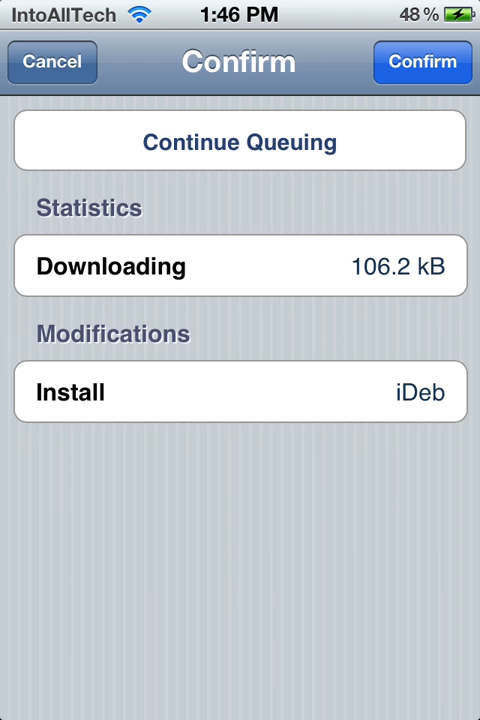 IntoAllTech 1:46 PM 48 %
Cancel Confirm Confirm
Continue Queuing
Statistics
Downloading 106.2 kB
Modifications
Install iDeb